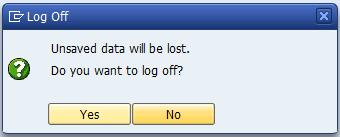 Log Off
Unsaved data will be lost.
Do you want to log off?
Yes No